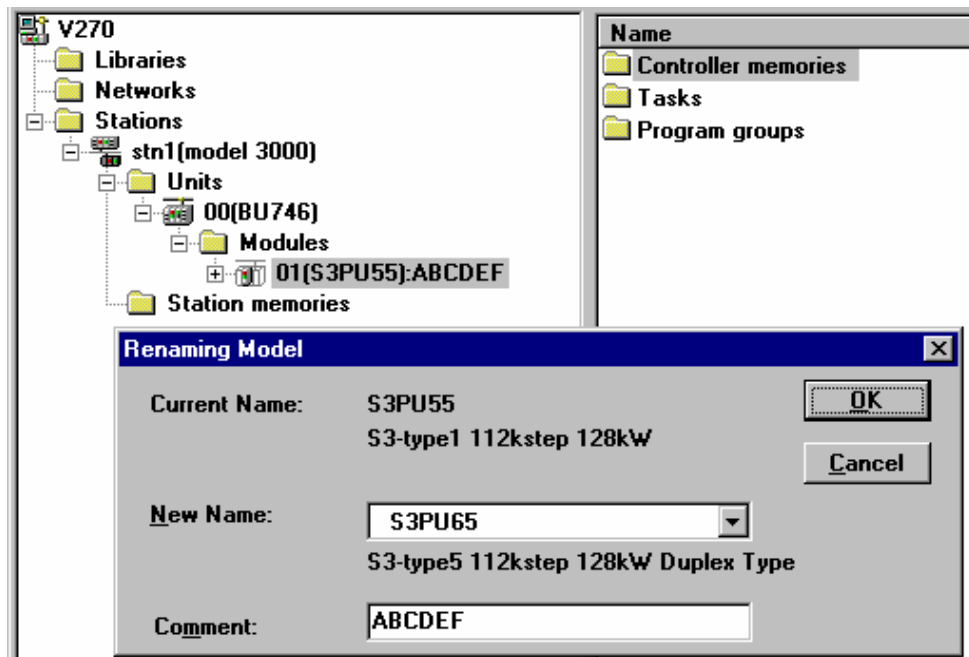 V270
Libraries
Networks
Stations
stn1(model 3000)
Units
00(BU746)
Modules
01(S3PU55):ABCDEF
Station memories
Name
Controller memories
Tasks
Program groups
Renaming Model
Current Name: S3PU55
S3-type1 112kstep 128kW
OK
Cancel
New Name: S3PU65
S3-type5 112kstep 128kW Duplex Type
Comment: ABCDEF